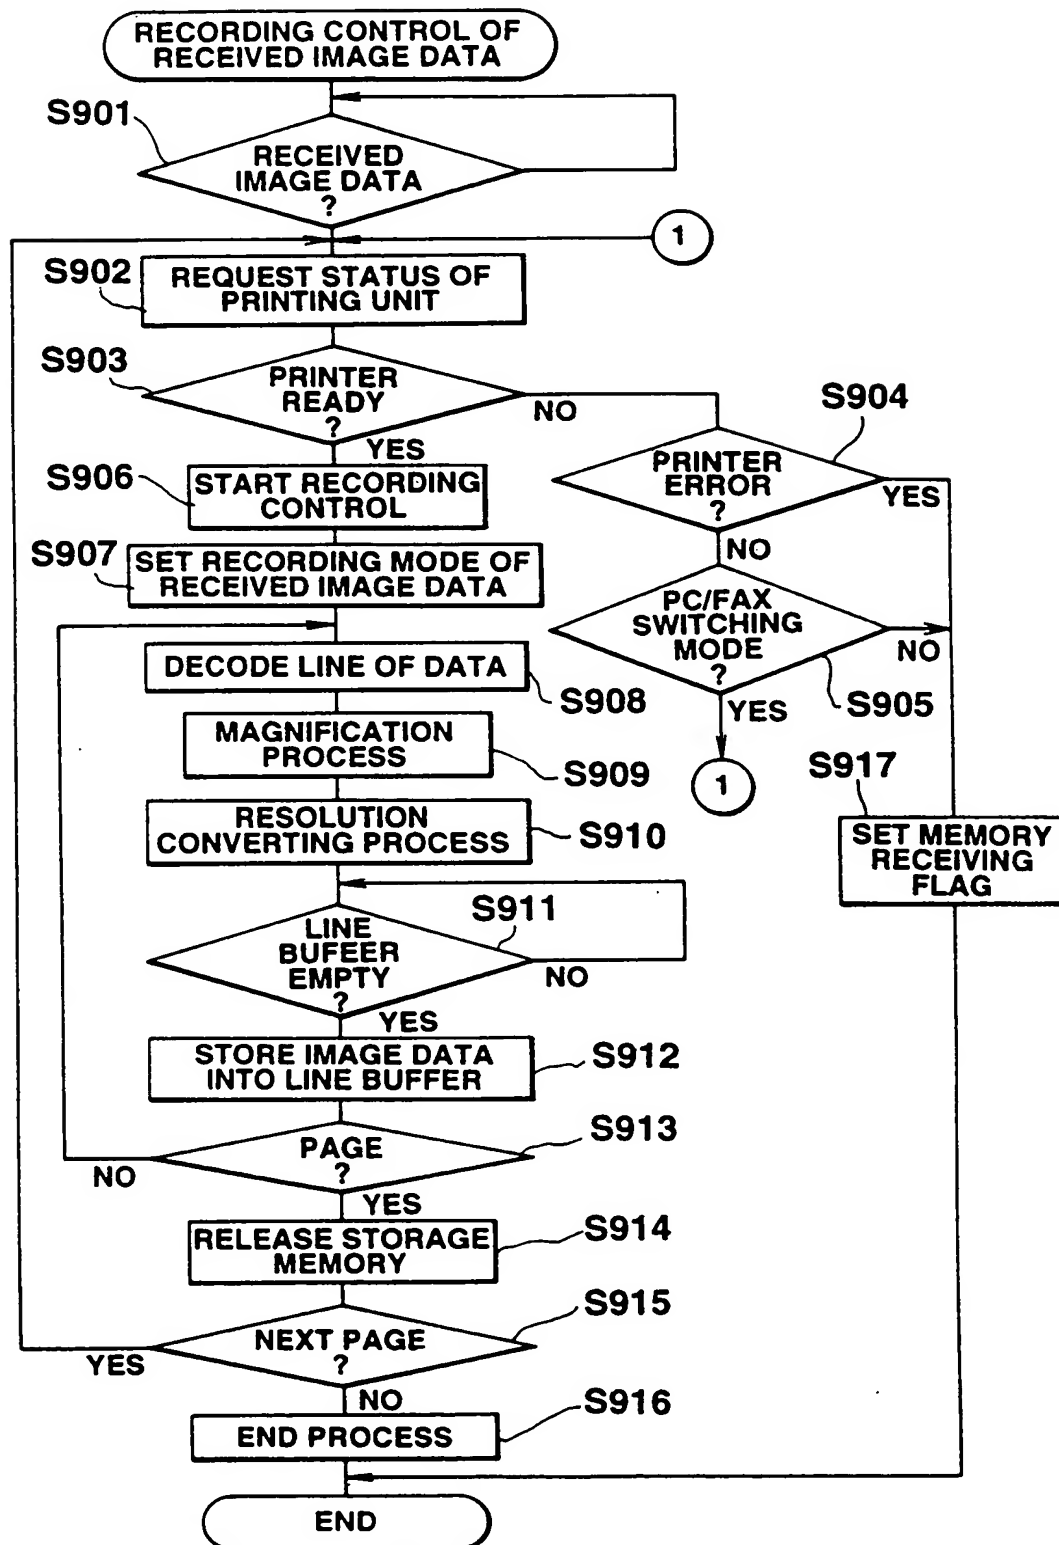 RECORDING CONTROL OF
RECEIVED IMAGE DATA
S901
RECEIVED
IMAGE DATA
?
1
S902
REQUEST STATUS OF
PRINTING UNIT
S903
PRINTER
READY
?
NO
YES
S904
PRINTER
ERROR
?
YES
NO
S906
START RECORDING
CONTROL
S907
SET RECORDING MODE OF
RECEIVED IMAGE DATA
PC/FAX
SWITCHING
MODE
?
NO
YES
S905
1
DECODE LINE OF DATA
S908
MAGNIFICATION
PROCESS
S909
S917
SET MEMORY
RECEIVING
FLAG
RESOLUTION
CONVERTING PROCESS
S910
S911
LINE
BUFEER
EMPTY
?
NO
YES
STORE IMAGE DATA
INTO LINE BUFFER
S912
PAGE
?
S913
NO
YES
RELEASE STORAGE
MEMORY
S914
NEXT PAGE
?
S915
YES
NO
END PROCESS
S916
END